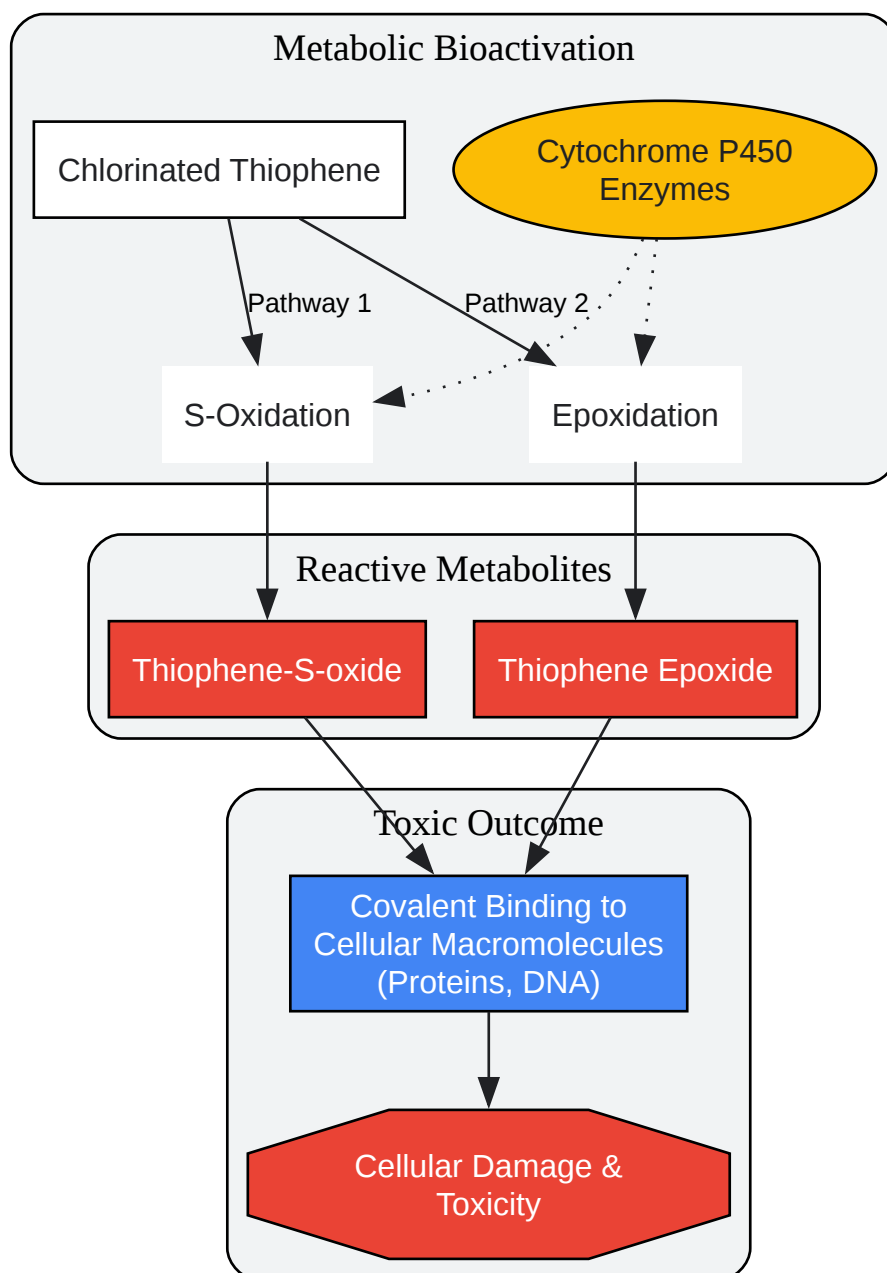 Metabolic Bioactivation
Chlorinated Thiophene
Cytochrome P450
Enzymes
Pathway 1
Pathway 2
S-Oxidation
Epoxidation
Reactive Metabolites
Thiophene-S-oxide
Thiophene Epoxide
Toxic Outcome
Covalent Binding to
Cellular Macromolecules
(Proteins, DNA)
Cellular Damage &
Toxicity